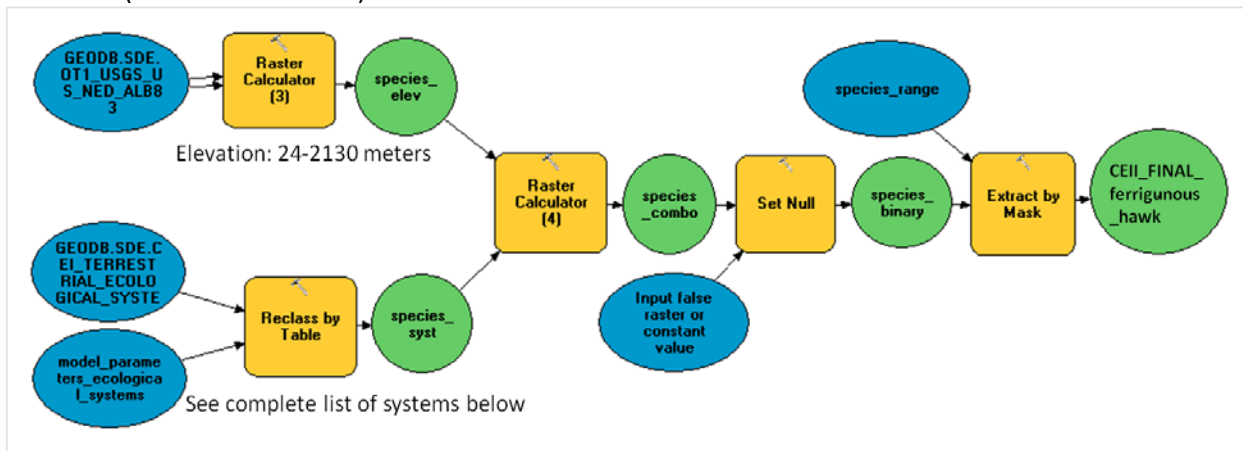 GEODB.SDE.
OT1_USGS_U
S_NED_ALB8
3
Raster
Calculator
(3)
species_
elev
Elevation: 24-2130 meters
GEODB.SDE.C
EI_TERREST
RIAL_ECOLO
GICAL_SYSTE
model_parame
ters_ecologica
l_systems
Reclass by
Table
species_
syst
See complete list of systems below
Raster
Calculator
(4)
species
_combo
Input false
raster or
constant
value
Set Null
species_
binary
species_range
Extract by
Mask
CEII_FINAL_
ferrigunous
_hawk